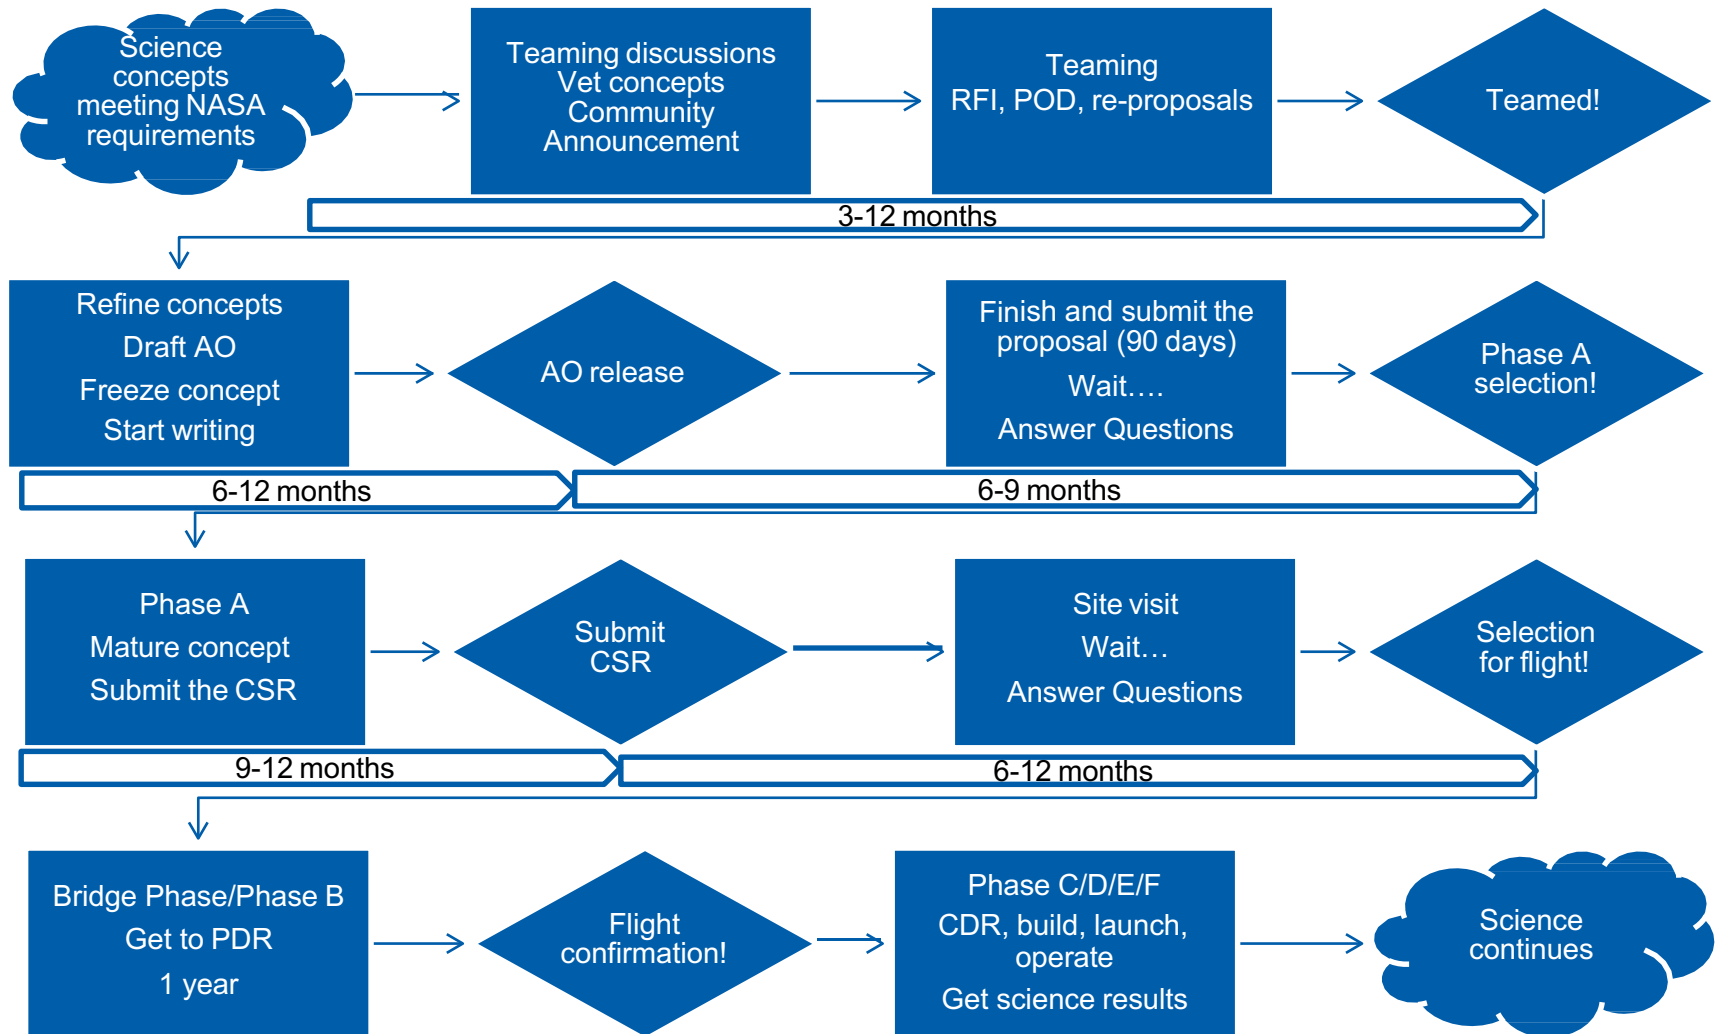 Science
concepts
meeting NASA
requirements
Teaming discussions
Vet concepts
Community
Announcement
Teaming
RFI, POD, re-proposals
Teamed!
3-12 months
Refine concepts
Draft AO
Freeze concept
Start writing
AO release
Finish and submit the
proposal (90 days)
Wait….
Answer Questions
Phase A
selection!
6-12 months
6-9 months
Phase A
Mature concept
Submit the CSR
Submit
CSR
Site visit
Wait…
Answer Questions
Selection
for flight!
9-12 months
6-12 months
Bridge Phase/Phase B
Get to PDR
1 year
Flight
confirmation!
Phase C/D/E/F
CDR, build, launch,
operate
Get science results
Science
continues